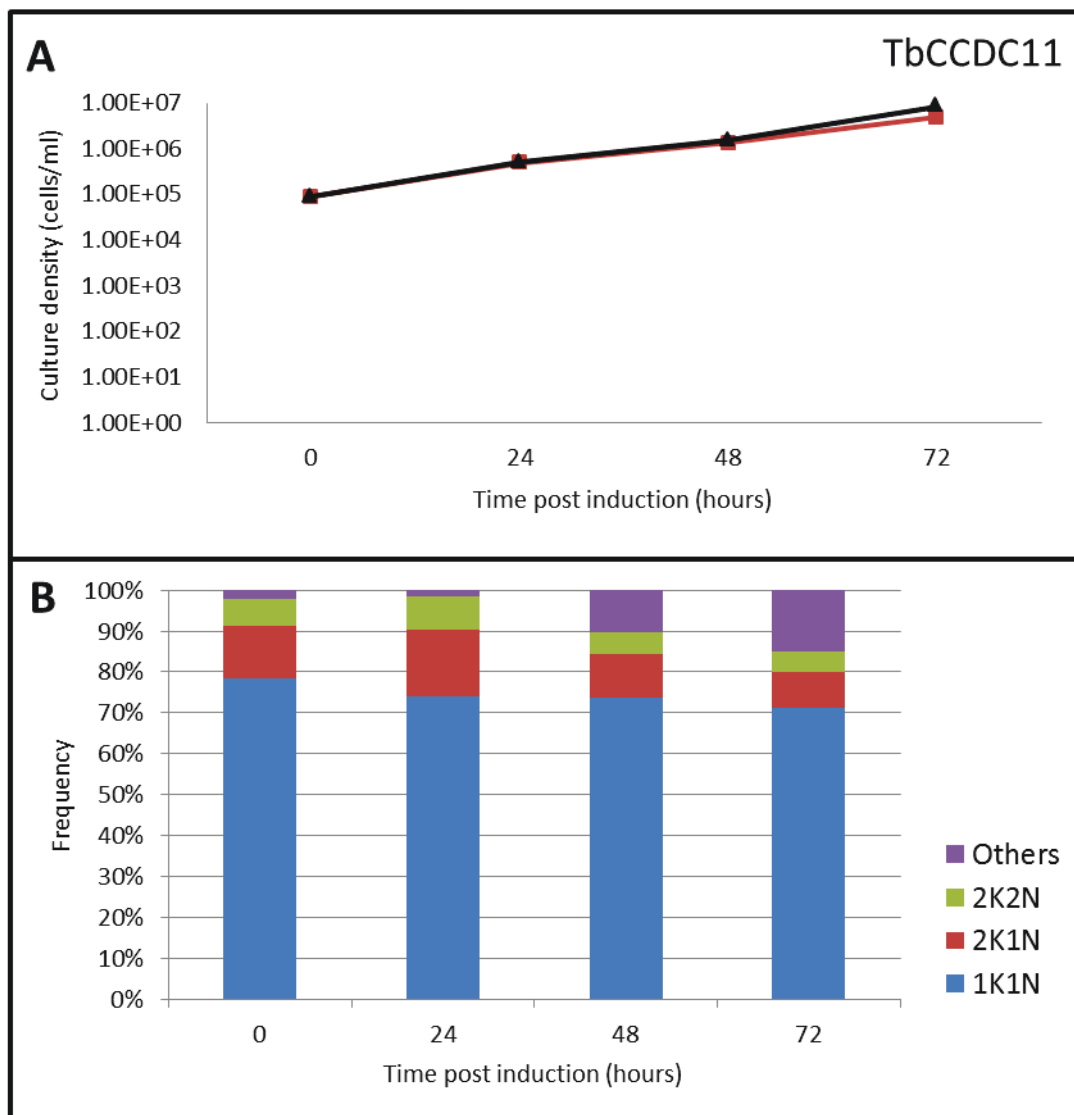 A
TbCCDC11
1.00E+07
1.00E+06
1.00E+05
1.00E+04
1.00E+03
1.00E+02
1.00E+01
1.00E+00
Culture density (cells/ml)
0 24 48 72
Time post induction (hours)
B
100%
90%
80%
70%
60%
50%
40%
30%
20%
10%
0%
Frequency
0 24 48 72
Time post induction (hours)
Others
2K2N
2K1N
1K1N